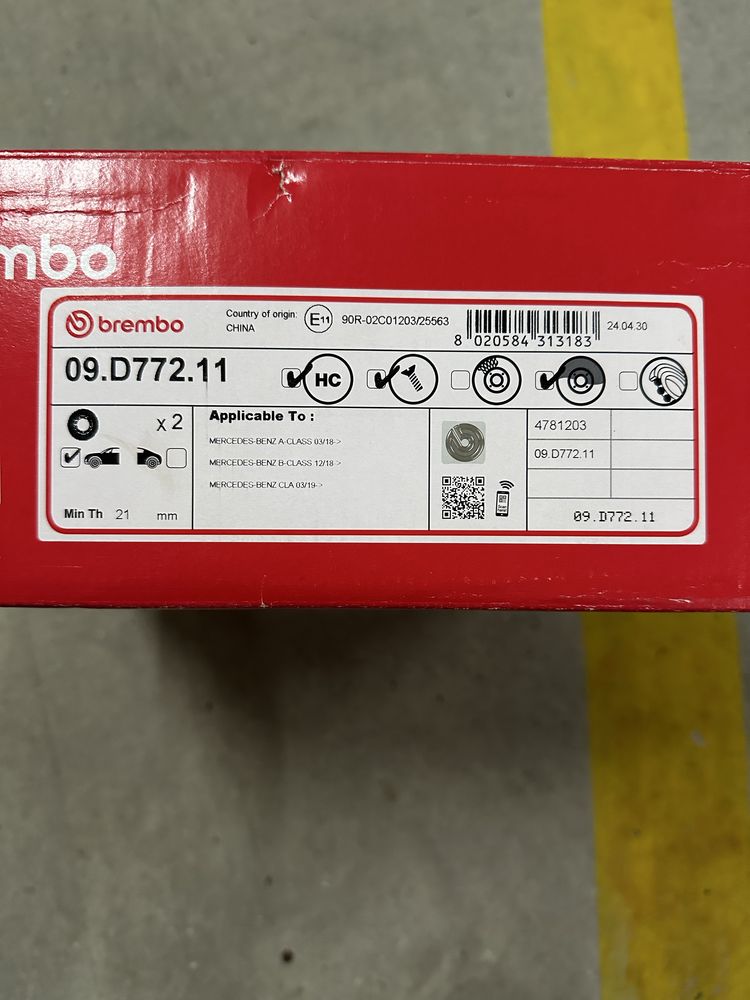 mbo
brembo
Country of origin:
CHINA
E11
90R-02C01203/25563
8 020584 313183
24.04.30
09.D772.11
HC
x 2
Min Th 21 mm
Applicable To :
MERCEDES-BENZ A-CLASS 03/18->
MERCEDES-BENZ B-CLASS 12/18->
MERCEDES-BENZ CLA 03/19->
4781203
09.D772.11
09.D772.11